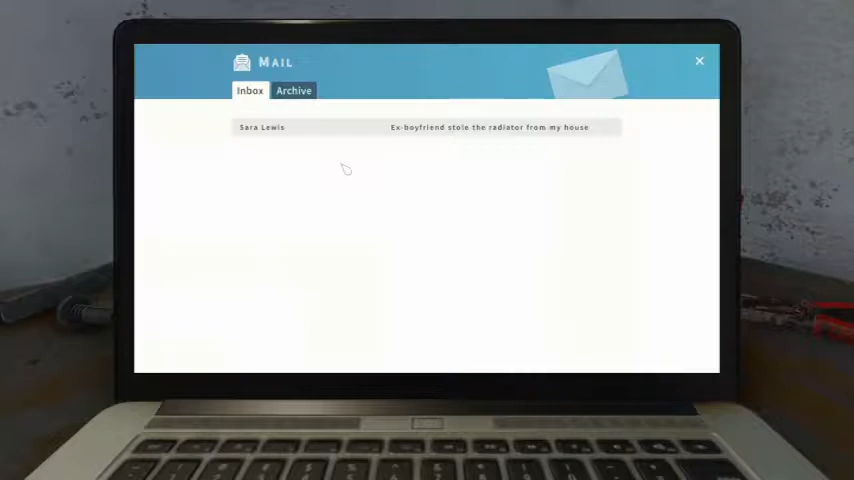 Mail
Inbox Archive
Sara Lewis Ex-boyfriend stole the radiator from my house